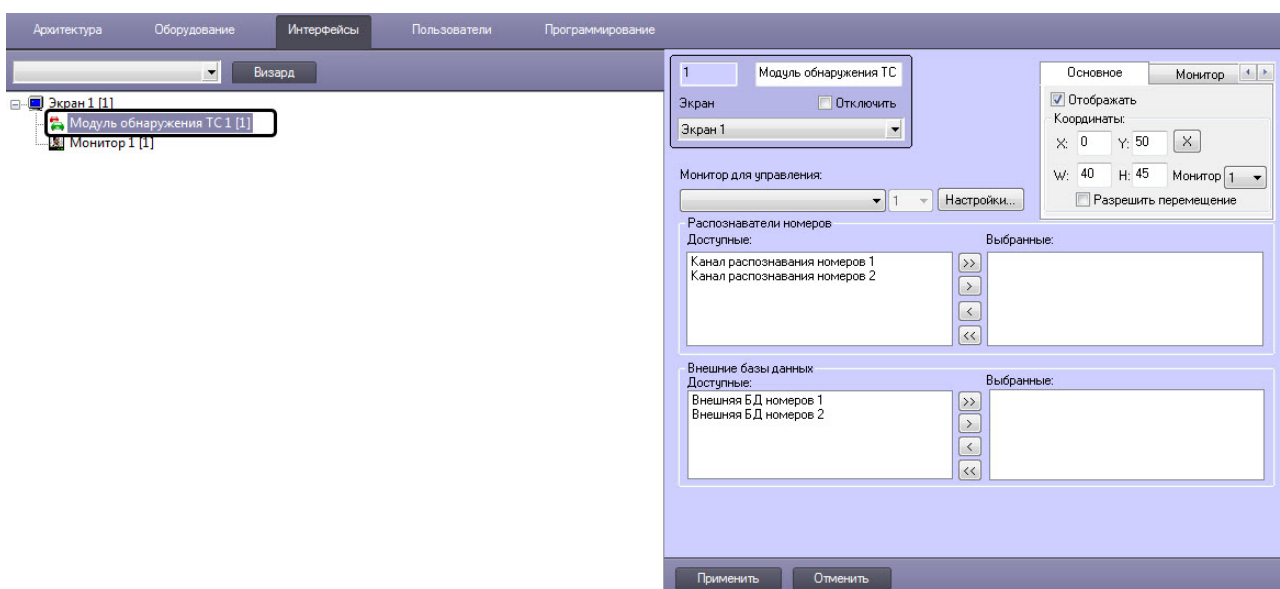 Архитектура Оборудование Интерфейсы Пользователи Программирование
Визард
Экран 1 [1]
Модуль обнаружения ТС 1 [1]
Монитор 1 [1]
1 Модуль обнаружения ТС
Экран Отключить
Экран 1
Основное Монитор
Отображать
Координаты:
X: 0 Y: 50 X
W: 40 H: 45 Монитор 1
Разрешить перемещение
Монитор для управления:
1 Настройки...
Распознаватели номеров
Доступные: Выбранные:
Канал распознавания номеров 1
Канал распознавания номеров 2
>>
>
<
<<
Внешние базы данных
Доступные: Выбранные:
Внешняя БД номеров 1
Внешняя БД номеров 2
>>
>
<
<<
Применить Отменить